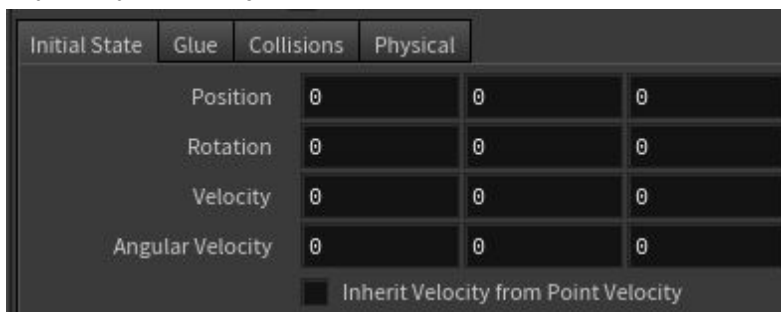 Initial State Glue Collisions Physical
Position 0 0 0
Rotation 0 0 0
Velocity 0 0 0
Angular Velocity 0 0 0
Inherit Velocity from Point Velocity